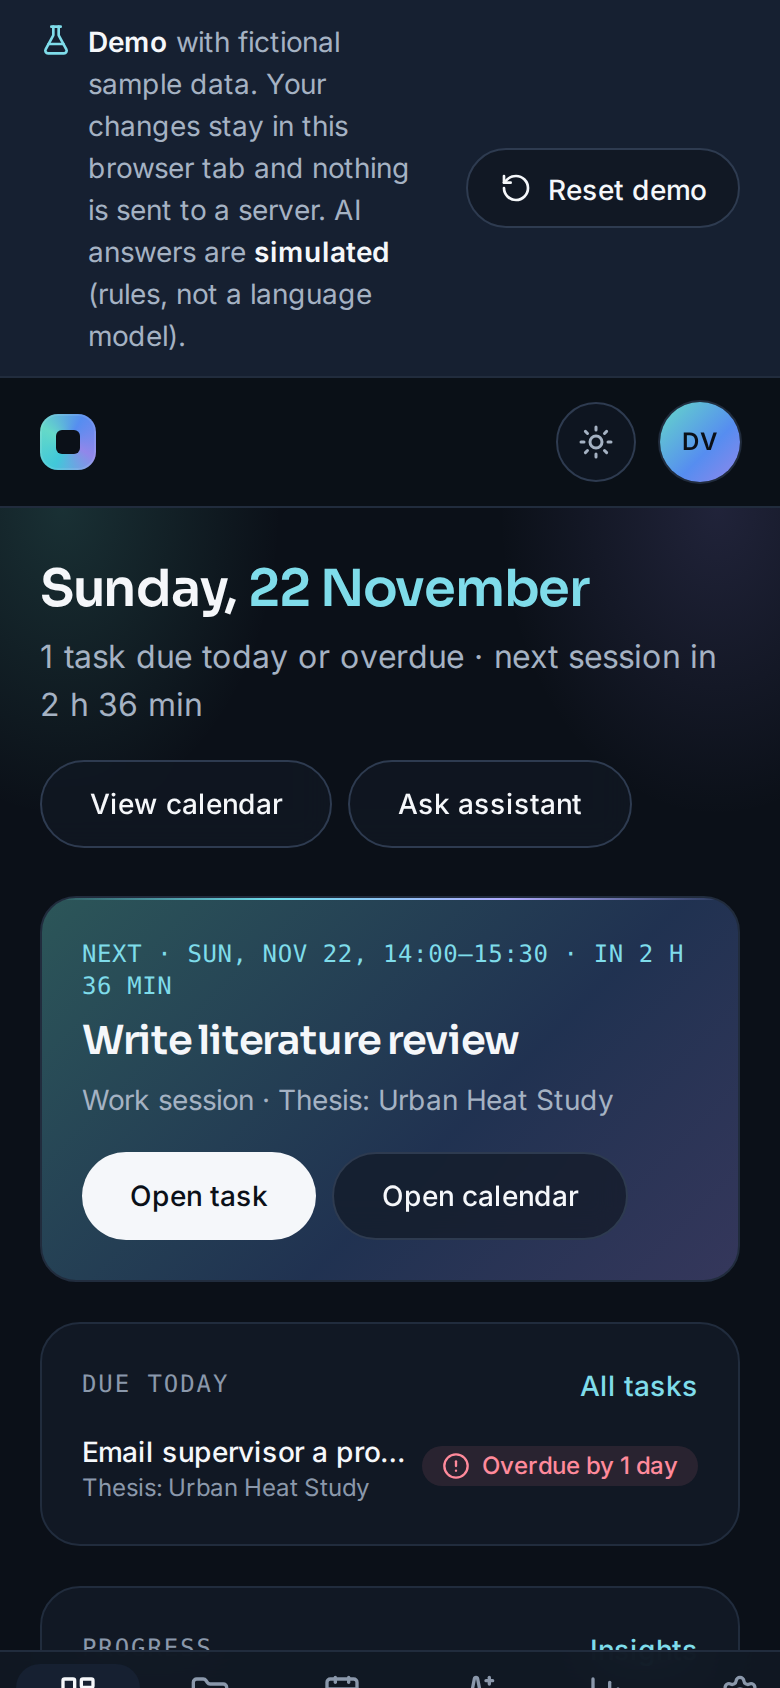 Demo with fictional
sample data. Your
changes stay in this
browser tab and nothing
is sent to a server. AI
answers are simulated
(rules, not a language
model).
Reset demo
DV
Sunday, 22 November
1 task due today or overdue · next session in
2 h 36 min
View calendar
Ask assistant
NEXT · SUN, NOV 22, 14:00–15:30 · IN 2 H
36 MIN
Write literature review
Work session · Thesis: Urban Heat Study
Open task
Open calendar
DUE TODAY
All tasks
Email supervisor a pro...
Overdue by 1 day
Thesis: Urban Heat Study
PROGRESS
Insights